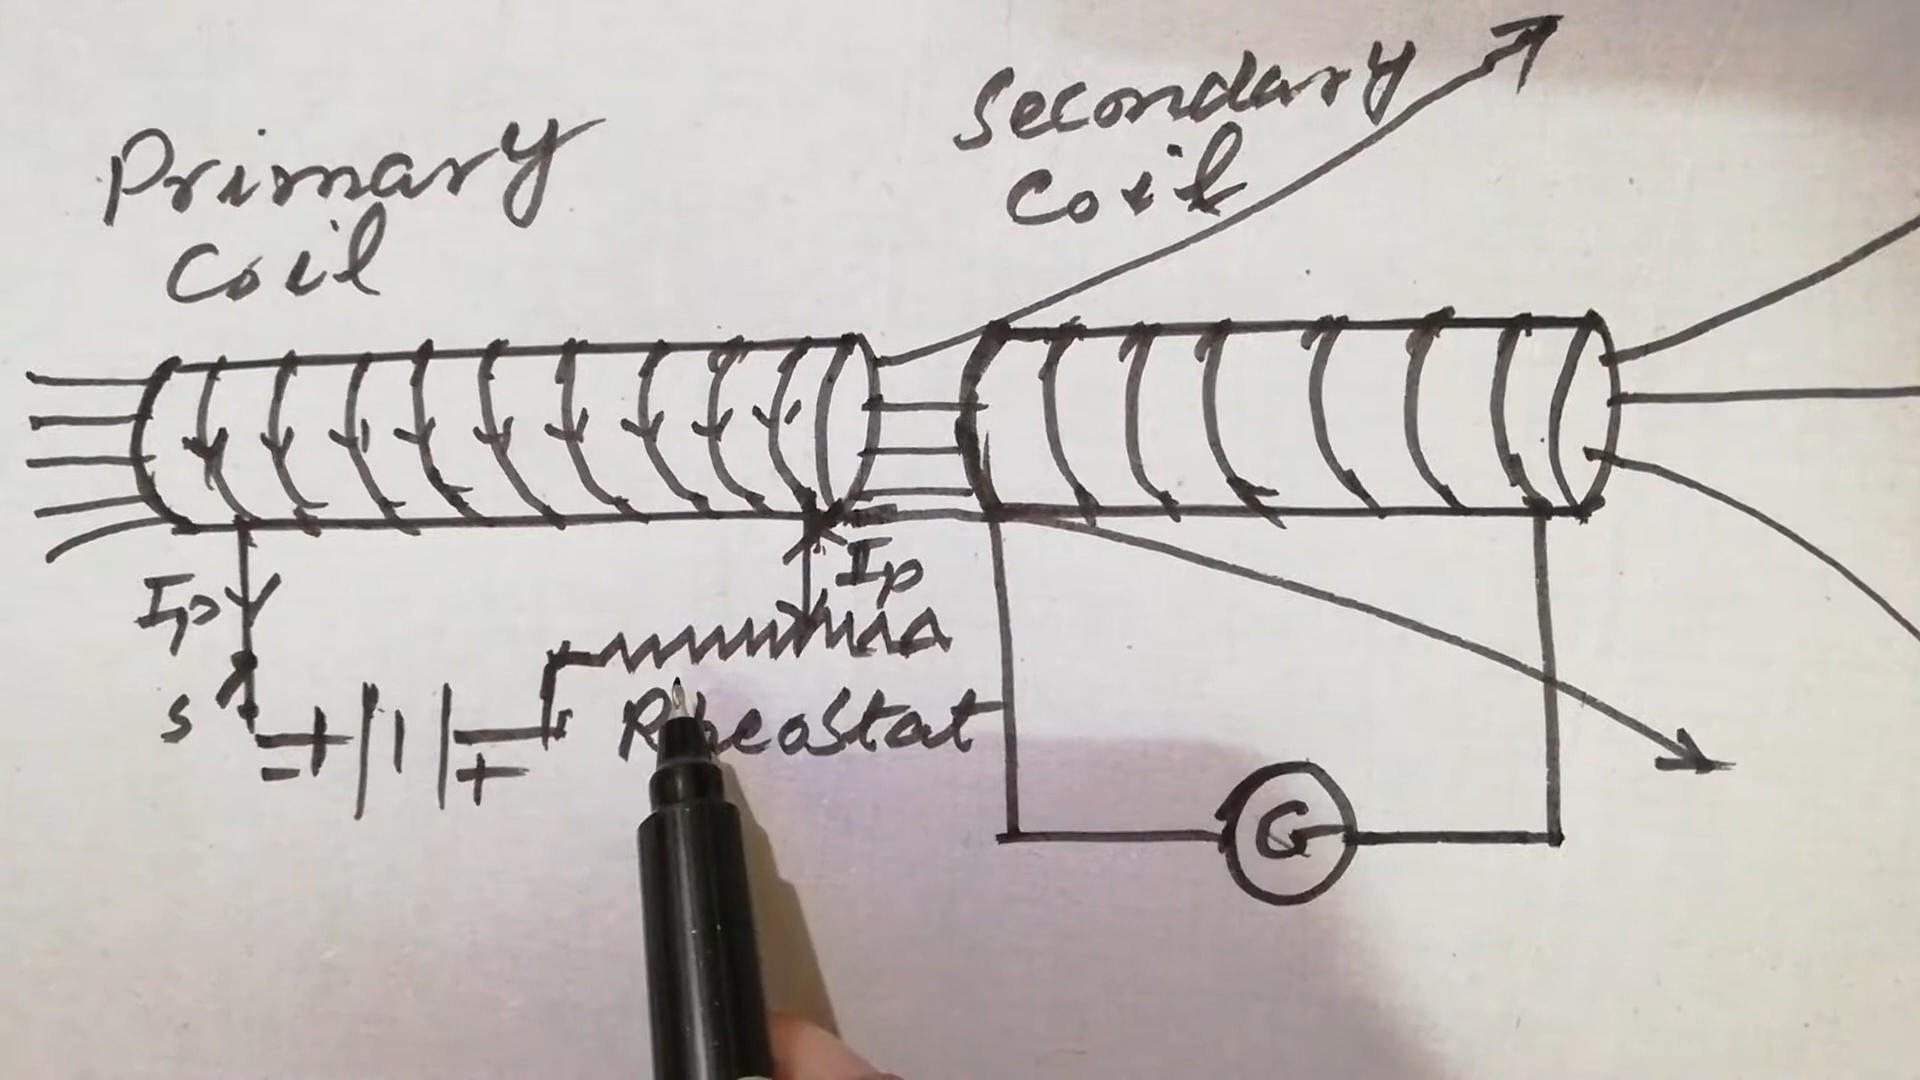 Primary
Coil
Secondary
Coil
Ip
Ip
S
- +
Rheostat
G